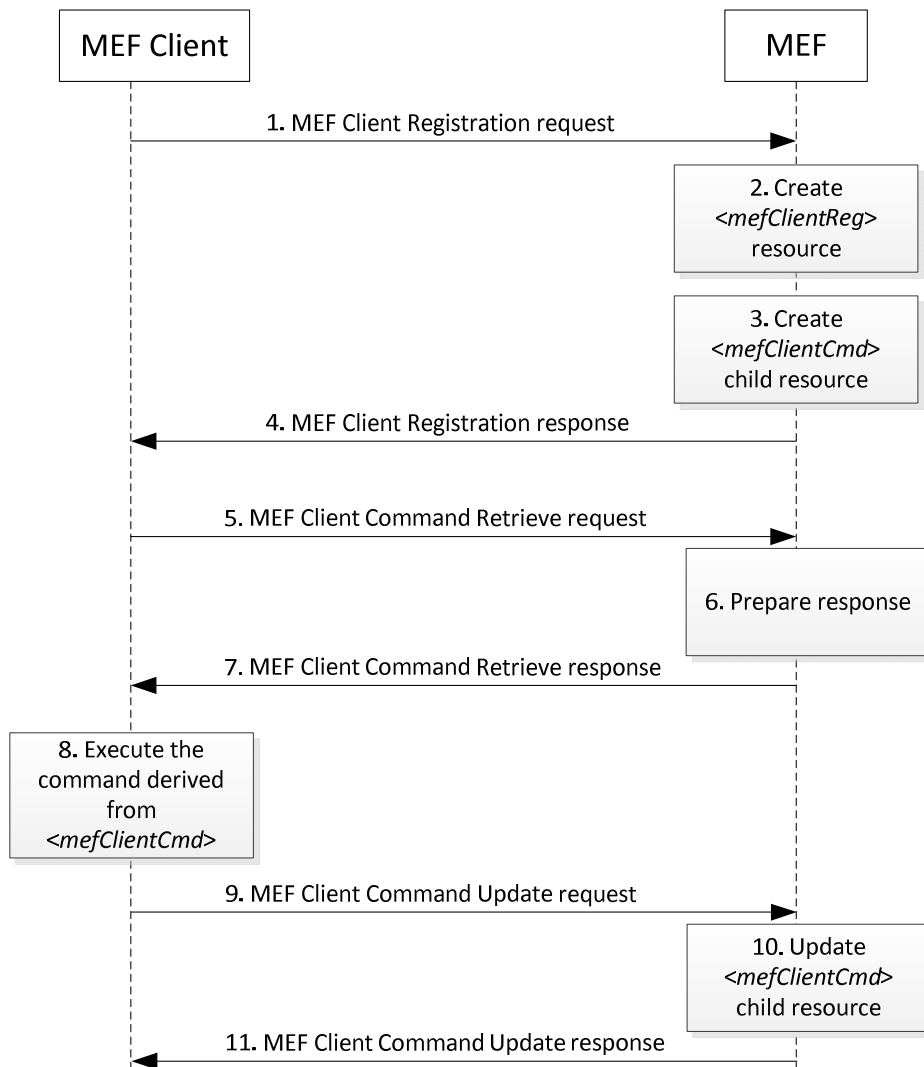 MEF Client
MEF
1. MEF Client Registration request
2. Create
<mefClientReg>
resource
3. Create
<mefClientCmd>
child resource
4. MEF Client Registration response
5. MEF Client Command Retrieve request
6. Prepare response
7. MEF Client Command Retrieve response
8. Execute the
command derived
from
<mefClientCmd>
9. MEF Client Command Update request
10. Update
<mefClientCmd>
child resource
11. MEF Client Command Update response